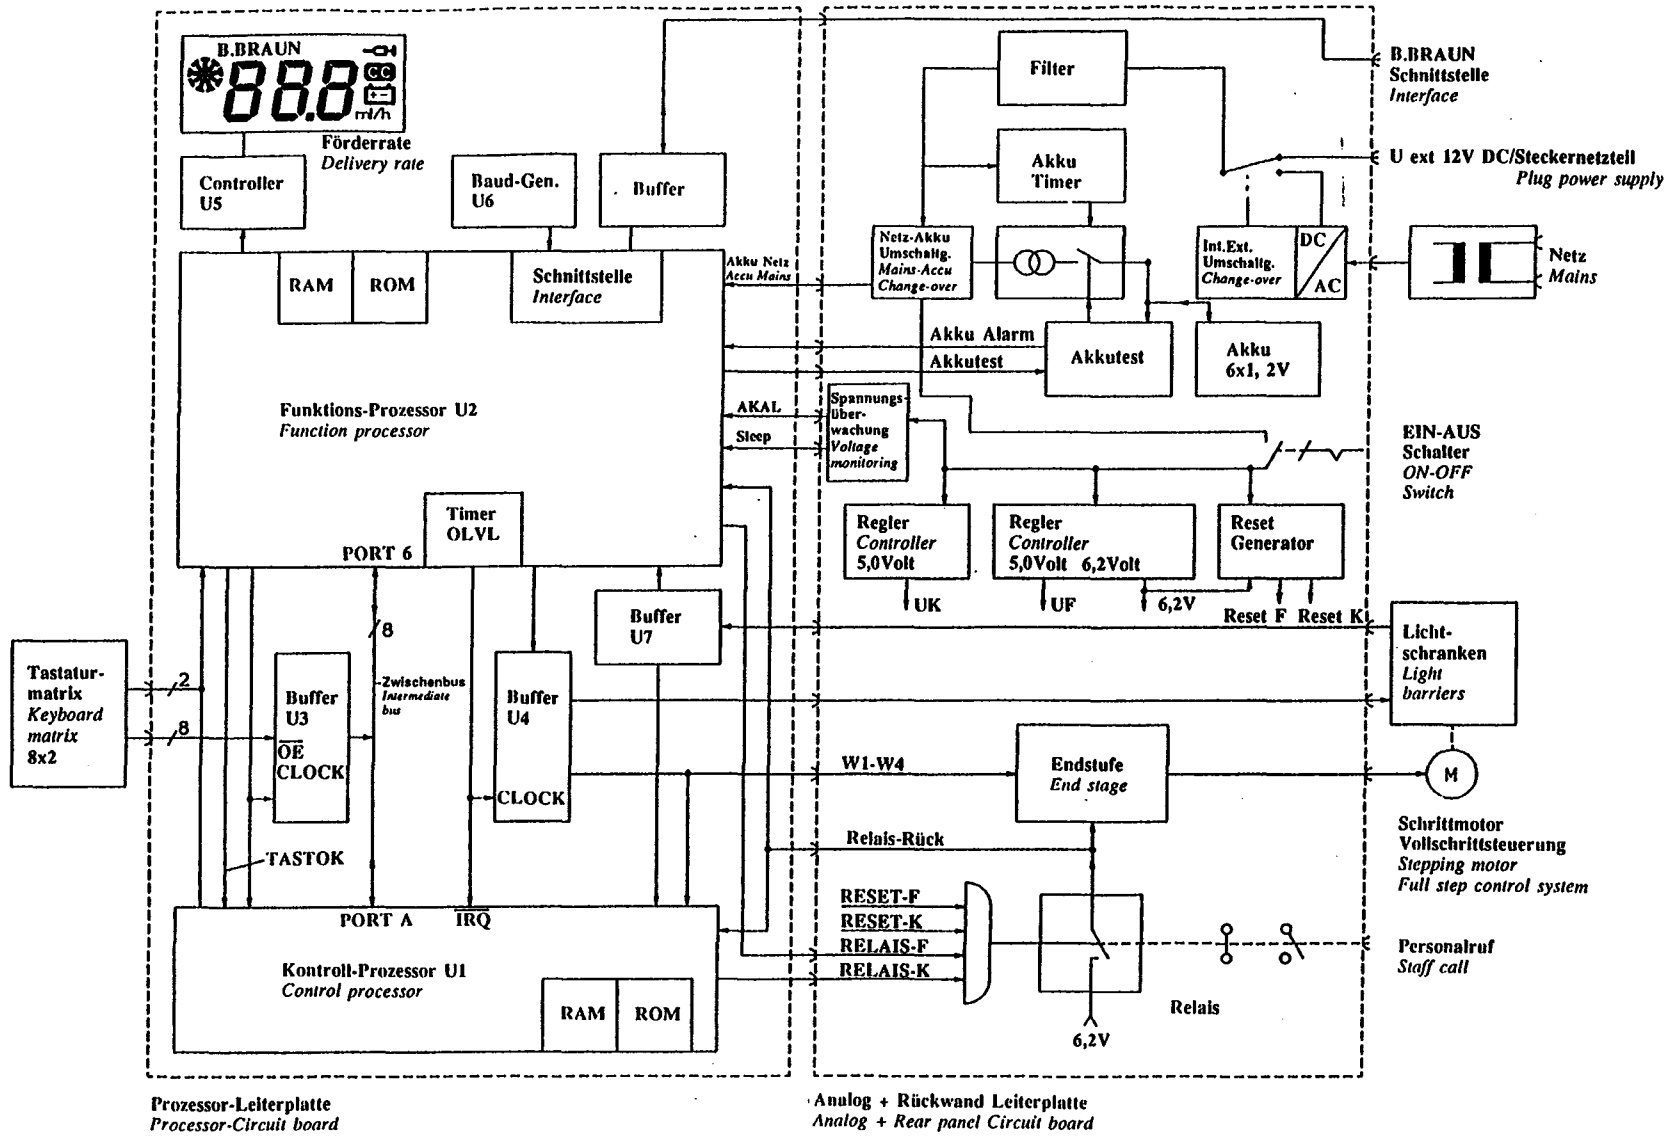 B.BRAUN
88.8
CC
+ -
ml/h
Förderrate
Delivery rate
Controller
U5
Baud-Gen.
U6
Buffer
RAM
ROM
Schnittstelle
Interface
Funktions-Prozessor U2
Function processor
Timer
OLVL
PORT 6
Akku Netz
Accu Mains
Akku Alarm
Akkutest
AKAL
Sleep
Filter
Akku
Timer
Netz-Akku
Umschaltg.
Mains-Accu
Change-over
Int.Ext.
Umschaltg.
Change-over
DC
AC
Akkutest
Akku
6x1, 2V
Spannungs-
über-
wachung
Voltage
monitoring
Regler
Controller
5,0Volt
UK
Regler
Controller
5,0Volt 6,2Volt
UF
6,2V
Reset
Generator
Reset F Reset K
B.BRAUN
Schnittstelle
Interface
U ext 12V DC/Steckernetzteil
Plug power supply
Netz
Mains
EIN-AUS
Schalter
ON-OFF
Switch
Tastatur-
matrix
Keyboard
matrix
8x2
2
8
Buffer
U3
OE
CLOCK
8
Zwischenbus
Intermediate
bus
Buffer
U4
CLOCK
Buffer
U7
TASTOK
Licht-
schranken
Light
barriers
W1-W4
Endstufe
End stage
M
Schrittmotor
Vollschrittsteuerung
Stepping motor
Full step control system
Relais-Rück
RESET-F
RESET-K
RELAIS-F
RELAIS-K
Relais
6,2V
Personalruf
Staff call
PORT A
IRQ
Kontroll-Prozessor U1
Control processor
RAM
ROM
Prozessor-Leiterplatte
Processor-Circuit board
Analog + Rückwand Leiterplatte
Analog + Rear panel Circuit board